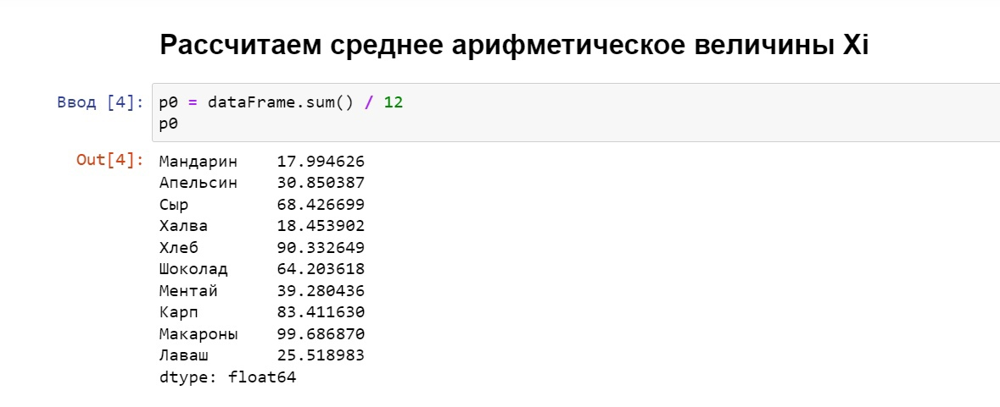 Рассчитаем среднее арифметическое величины Xi
Ввод [4]: p0 = dataFrame.sum() / 12
p0
Out[4]: Мандарин 17.994626
Апельсин 30.850387
Сыр 68.426699
Халва 18.453902
Хлеб 90.332649
Шоколад 64.203618
Ментай 39.280436
Карп 83.411630
Макароны 99.686870
Лаваш 25.518983
dtype: float64